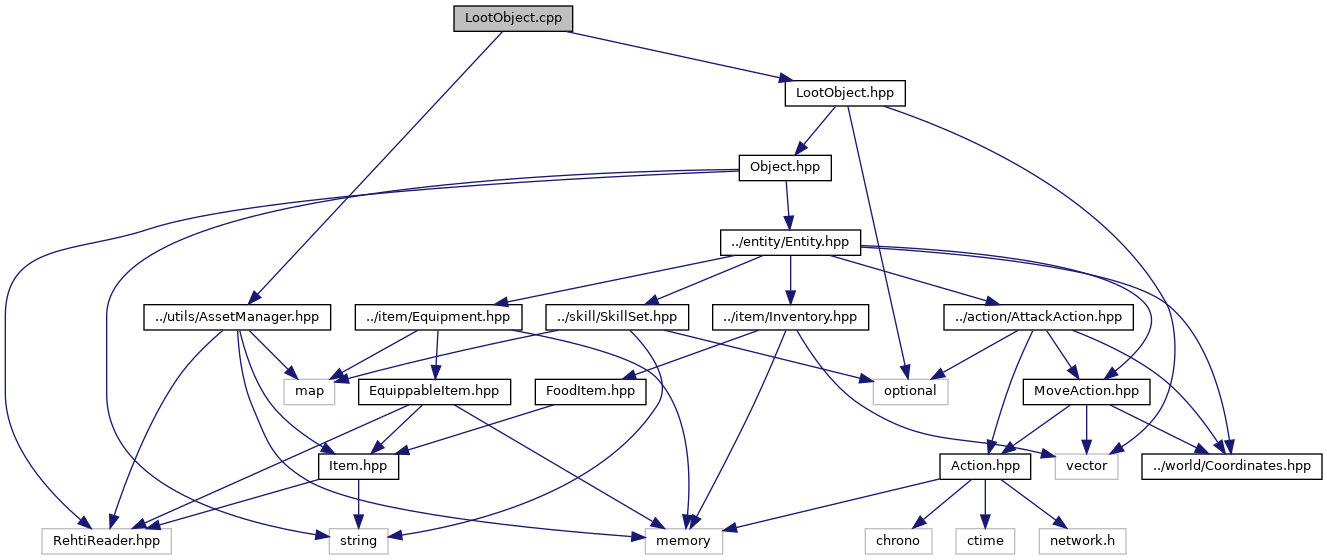 LootObject.cpp
LootObject.hpp
Object.hpp
../entity/Entity.hpp
../utils/AssetManager.hpp
../item/Equipment.hpp
../skill/SkillSet.hpp
../item/Inventory.hpp
../action/AttackAction.hpp
map
EquippableItem.hpp
FoodItem.hpp
optional
MoveAction.hpp
Item.hpp
Action.hpp
vector
../world/Coordinates.hpp
RehtiReader.hpp
string
memory
chrono
ctime
network.h